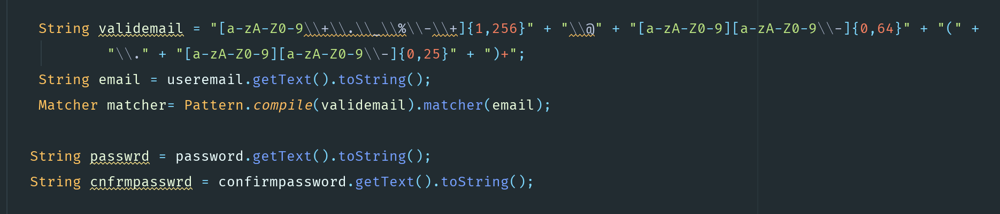 String validemail = "[a-zA-Z0-9\\+\\.\\_\\%\\-\\+]{1,256}" + "\\@" + "[a-zA-Z0-9][a-zA-Z0-9\\-]{0,64}" + "(" +
"\\." + "[a-zA-Z0-9][a-zA-Z0-9\\-]{0,25}" + ")+";
String email = useremail.getText().toString();
Matcher matcher= Pattern.compile(validemail).matcher(email);
String passwrd = password.getText().toString();
String cnfrmpasswrd = confirmpassword.getText().toString();